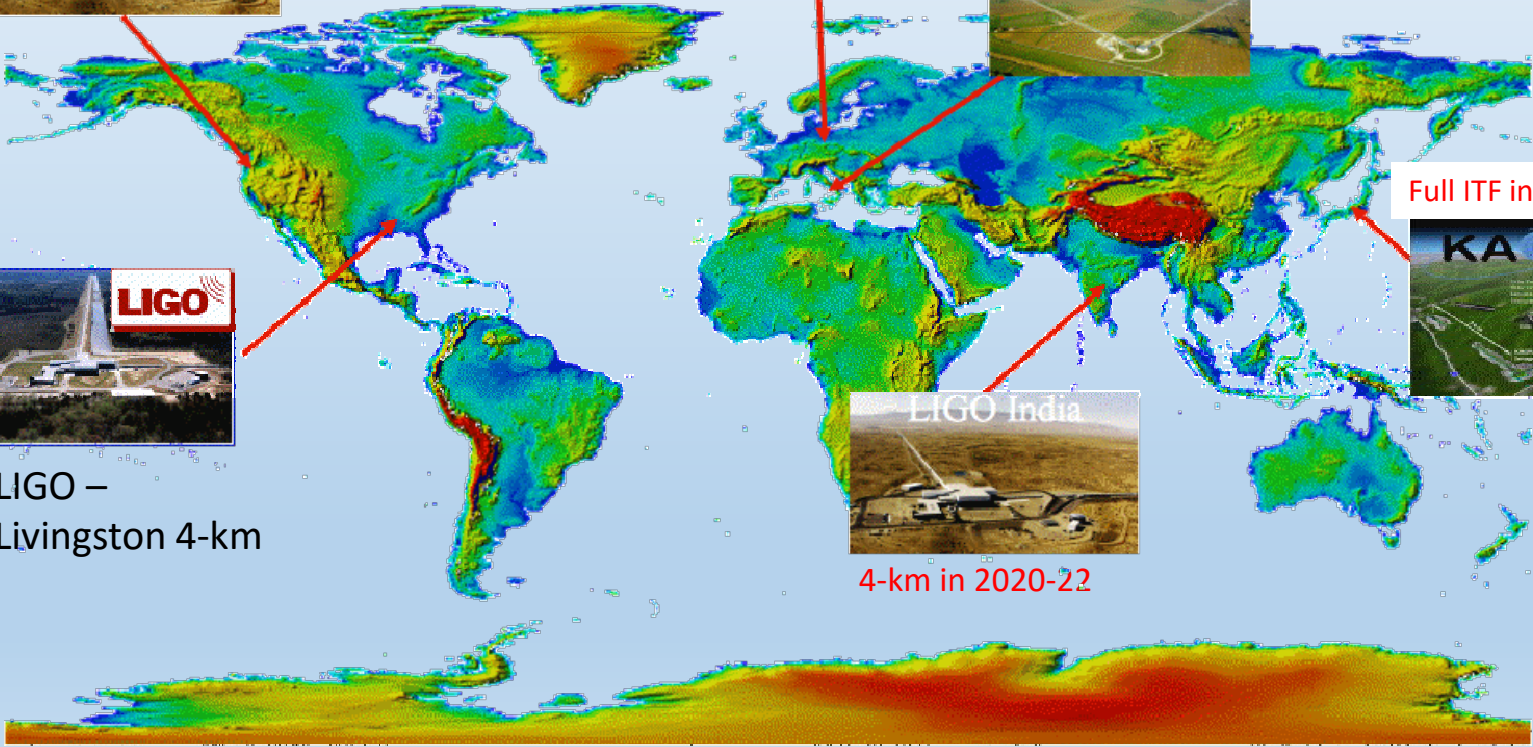 Full ITF in
KA
LIGO
LIGO India
LIGO –
Livingston 4-km
4-km in 2020-22